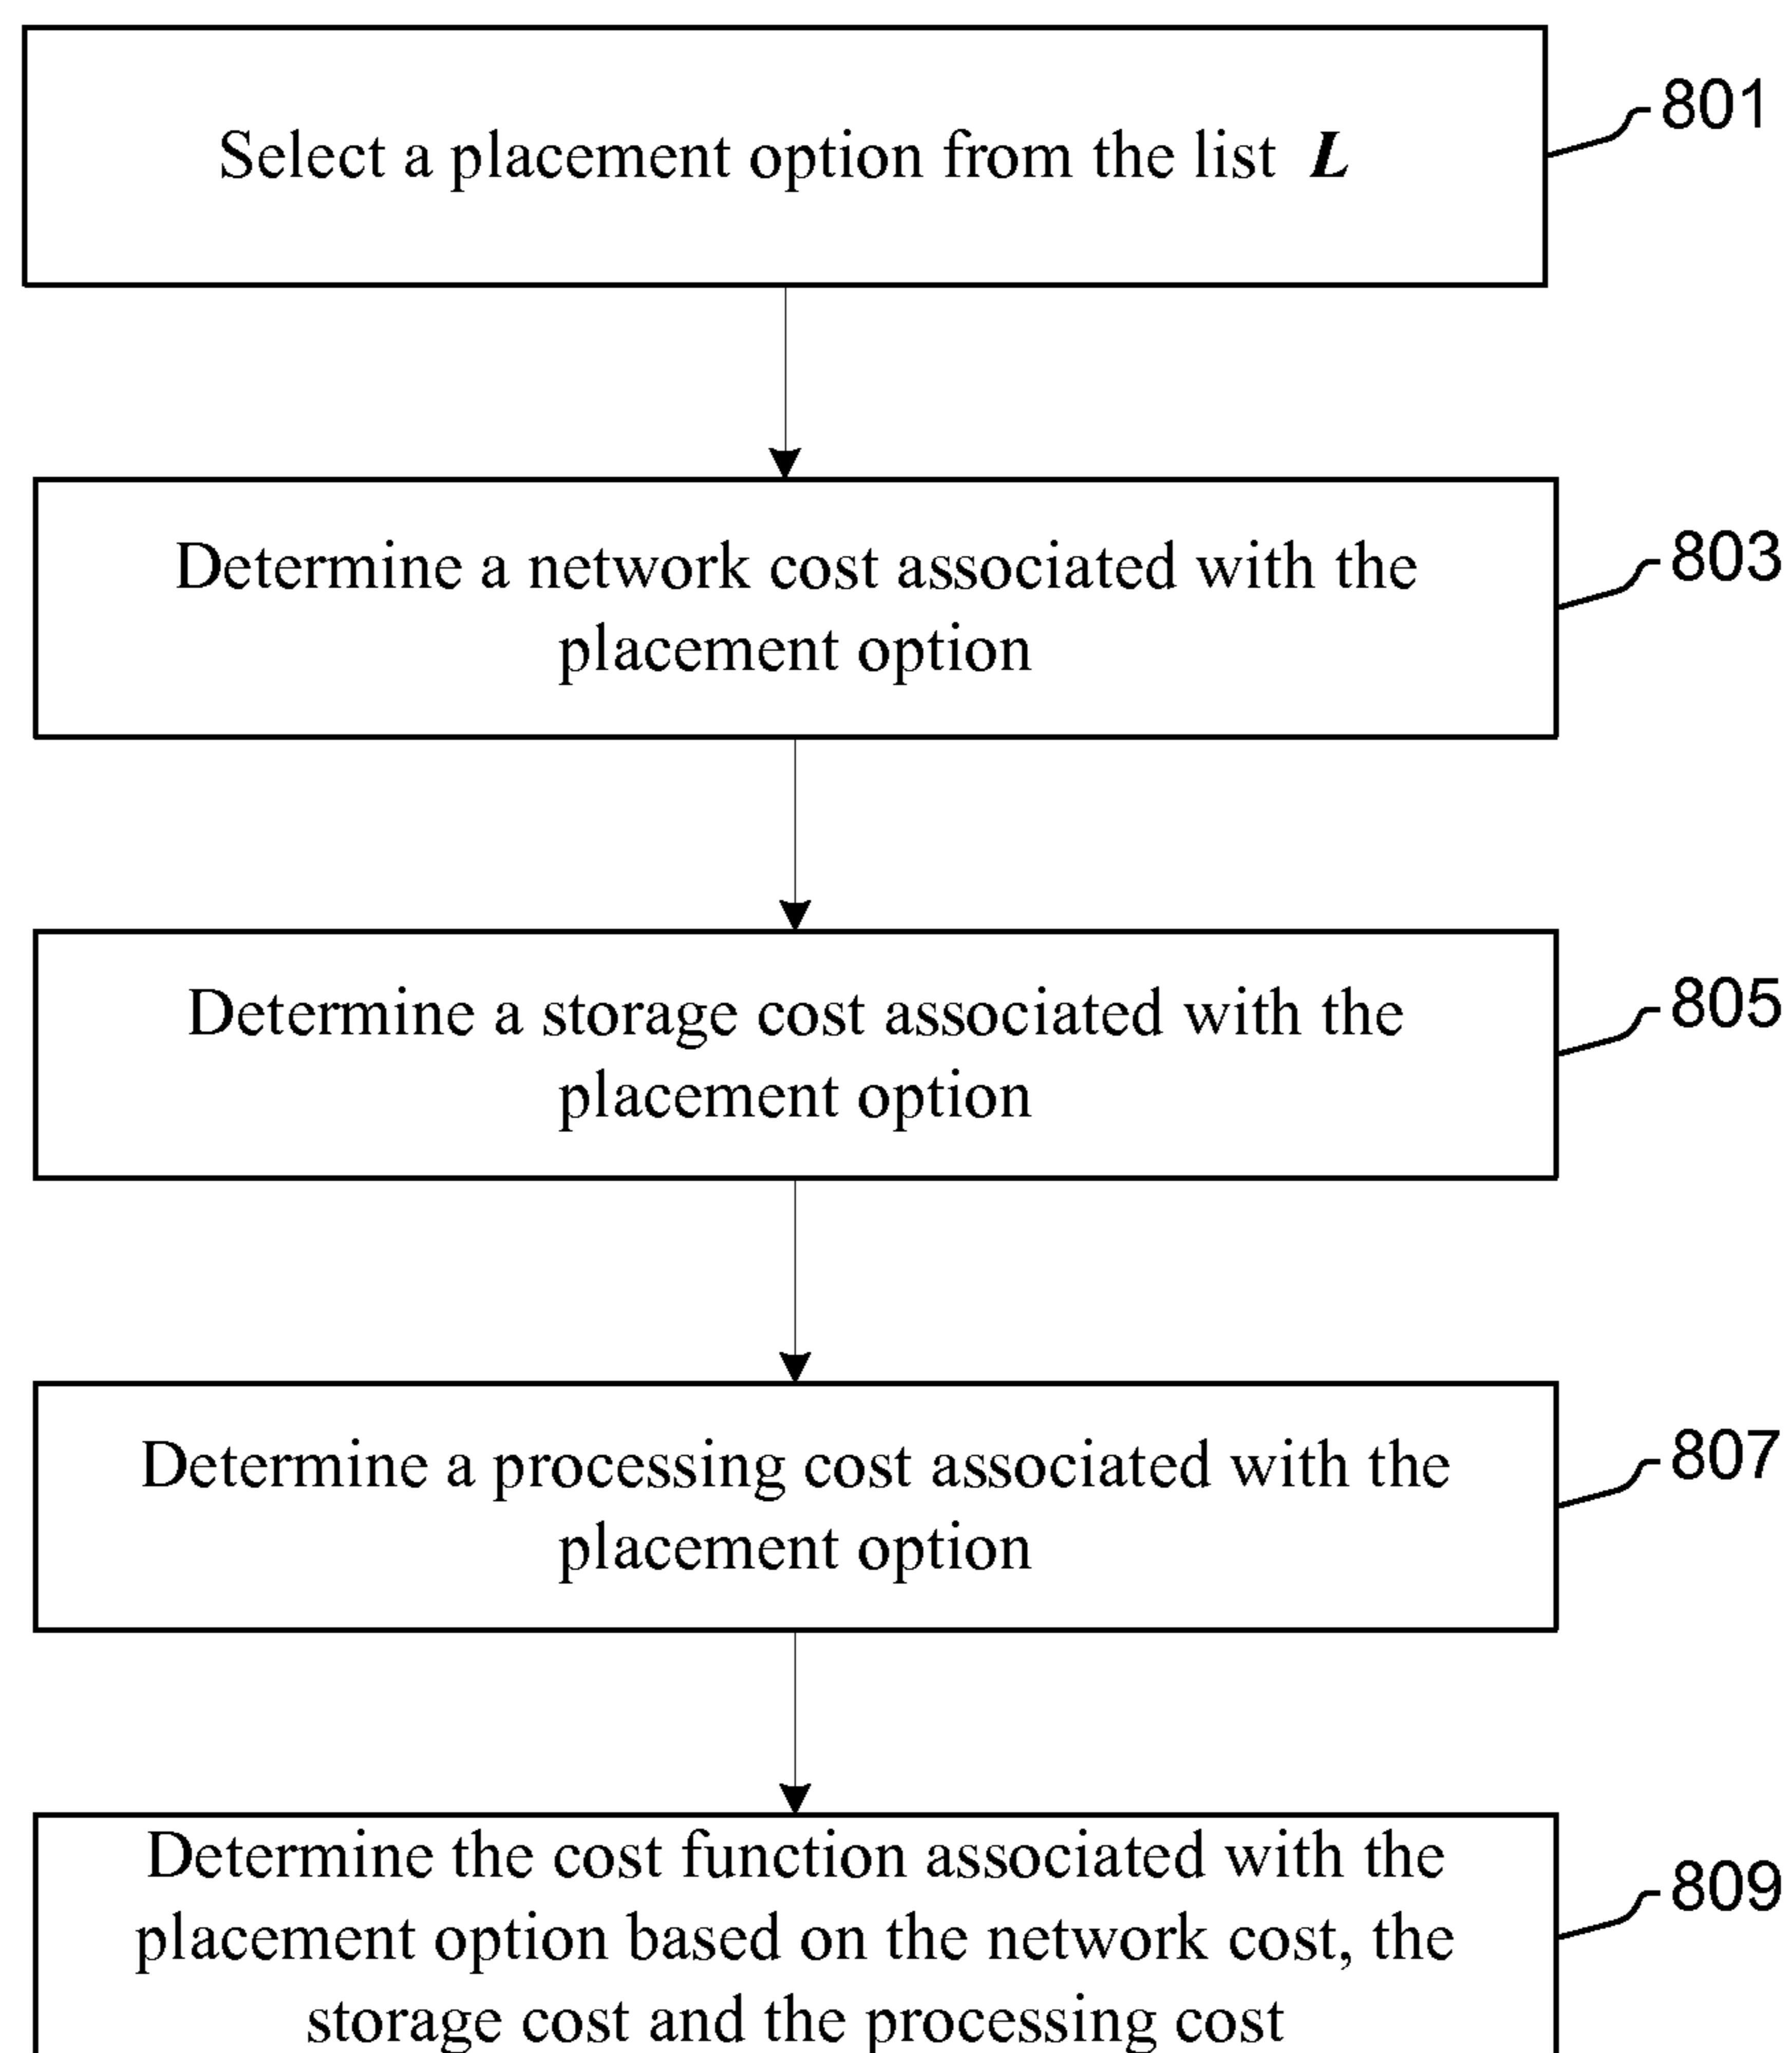 Select a placement option from the list L
801
Determine a network cost associated with the
placement option
803
Determine a storage cost associated with the
placement option
805
Determine a processing cost associated with the
placement option
807
Determine the cost function associated with the
placement option based on the network cost, the
storage cost and the processing cost
809